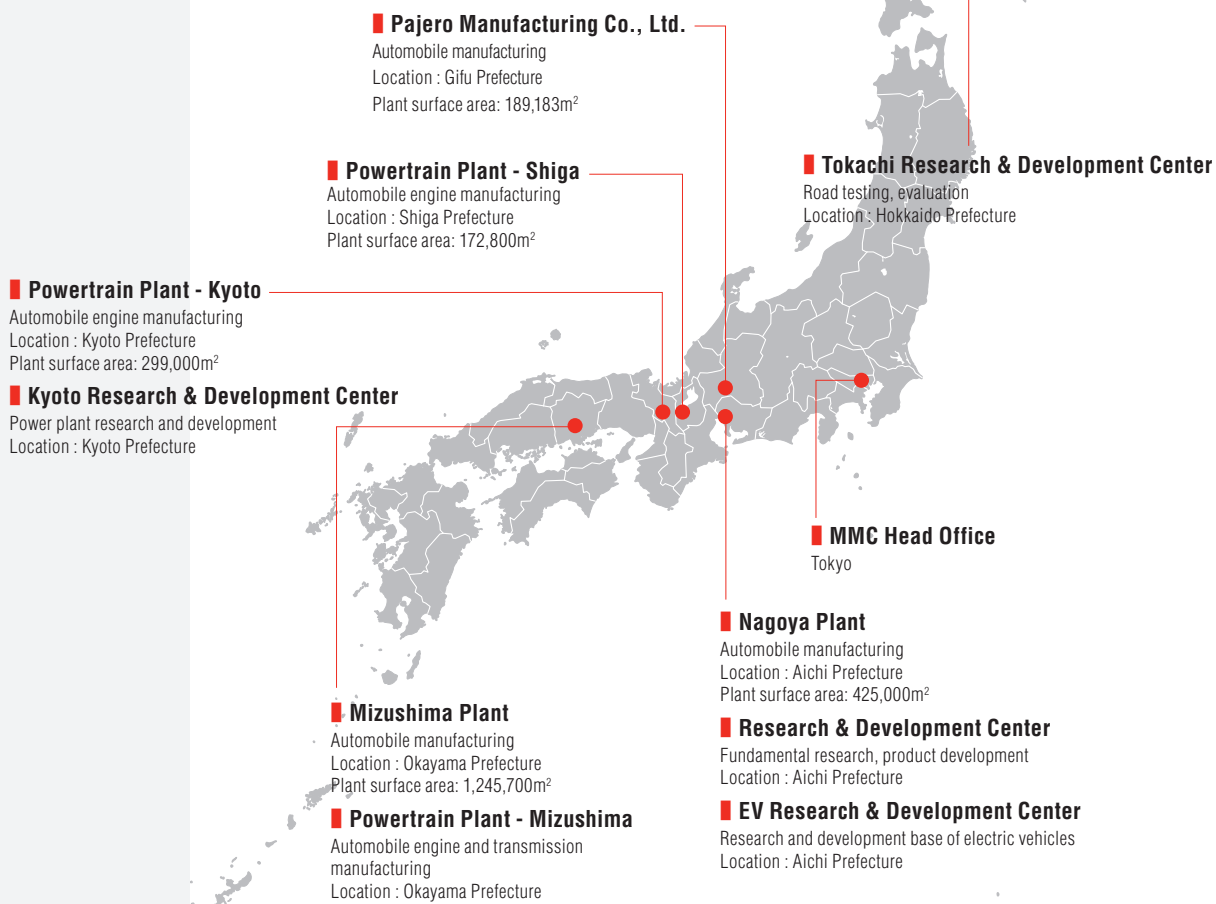 Pajero Manufacturing Co., Ltd.
Automobile manufacturing
Location : Gifu Prefecture
Plant surface area: 189,183m²
Powertrain Plant - Shiga
Automobile engine manufacturing
Location : Shiga Prefecture
Plant surface area: 172,800m²
Tokachi Research & Development Center
Road testing, evaluation
Location : Hokkaido Prefecture
Powertrain Plant - Kyoto
Automobile engine manufacturing
Location : Kyoto Prefecture
Plant surface area: 299,000m²
Kyoto Research & Development Center
Power plant research and development
Location : Kyoto Prefecture
MMC Head Office
Tokyo
Nagoya Plant
Automobile manufacturing
Location : Aichi Prefecture
Plant surface area: 425,000m²
Research & Development Center
Fundamental research, product development
Location : Aichi Prefecture
EV Research & Development Center
Research and development base of electric vehicles
Location : Aichi Prefecture
Mizushima Plant
Automobile manufacturing
Location : Okayama Prefecture
Plant surface area: 1,245,700m²
Powertrain Plant - Mizushima
Automobile engine and transmission
manufacturing
Location : Okayama Prefecture